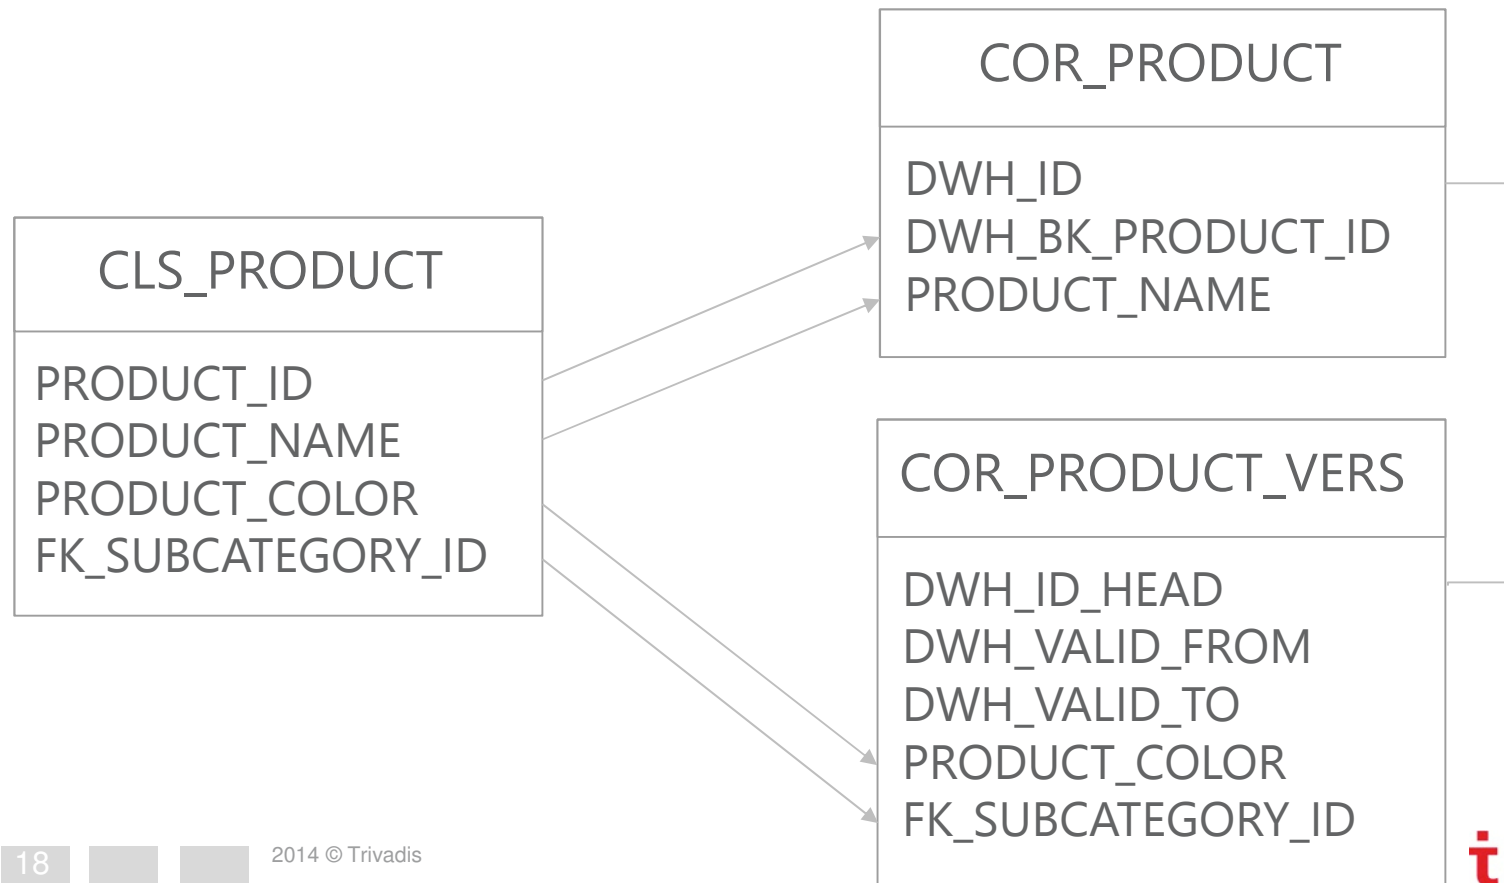 COR_PRODUCT
DWH_ID
DWH_BK_PRODUCT_ID
PRODUCT_NAME
CLS_PRODUCT
PRODUCT_ID
PRODUCT_NAME
PRODUCT_COLOR
FK_SUBCATEGORY_ID
COR_PRODUCT_VERS
DWH_ID_HEAD
DWH_VALID_FROM
DWH_VALID_TO
PRODUCT_COLOR
FK_SUBCATEGORY_ID
18
2014 © Trivadis